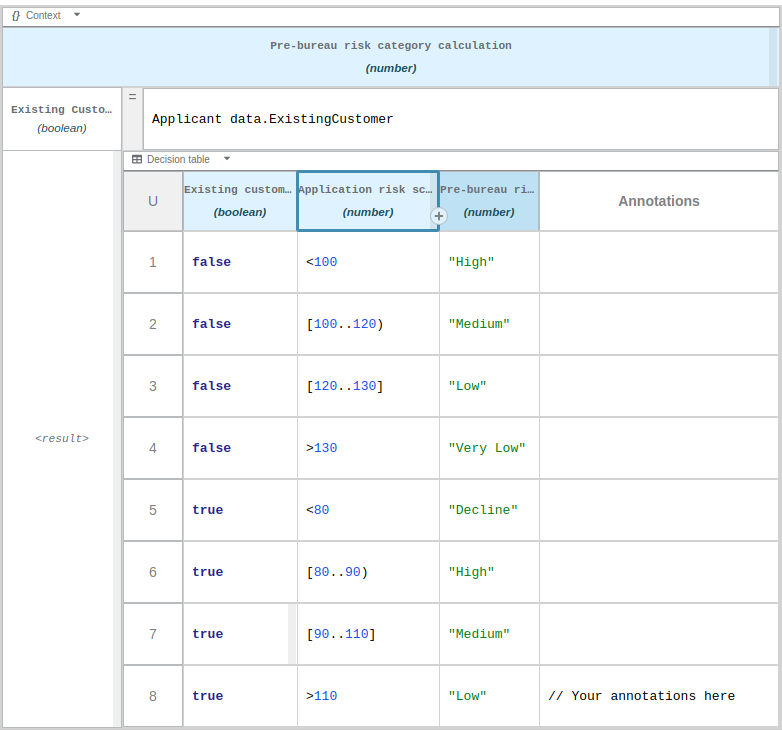 {} Context
Pre-bureau risk category calculation
(number)
Existing Custo…
(boolean)
=
Applicant data.ExistingCustomer
<result>
Decision table
U Existing custom… (boolean) Application risk sc… (number) Pre-bureau ri… (number) Annotations
1 false <100 "High"
2 false [100..120) "Medium"
3 false [120..130] "Low"
4 false >130 "Very Low"
5 true <80 "Decline"
6 true [80..90) "High"
7 true [90..110] "Medium"
8 true >110 "Low" // Your annotations here